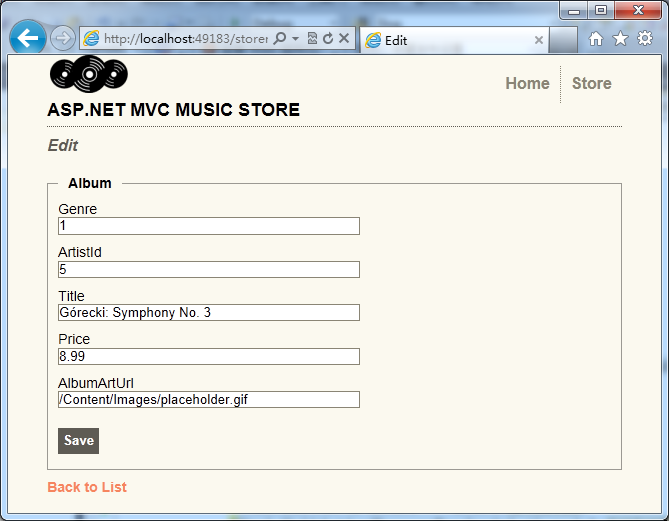 http://localhost:49183/storem
Edit
Home
Store
ASP.NET MVC MUSIC STORE
Edit
Album
Genre
1
ArtistId
5
Title
Górecki: Symphony No. 3
Price
8.99
AlbumArtUrl
/Content/Images/placeholder.gif
Save
Back to List